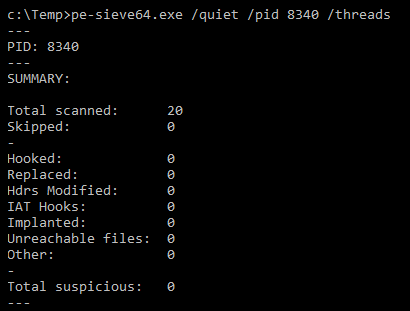 c:\Temp>pe-sieve64.exe /quiet /pid 8340 /threads
---
PID: 8340
---
SUMMARY:
Total scanned: 20
Skipped: 0
-
Hooked: 0
Replaced: 0
Hdrs Modified: 0
IAT Hooks: 0
Implanted: 0
Unreachable files: 0
Other: 0
-
Total suspicious: 0
---